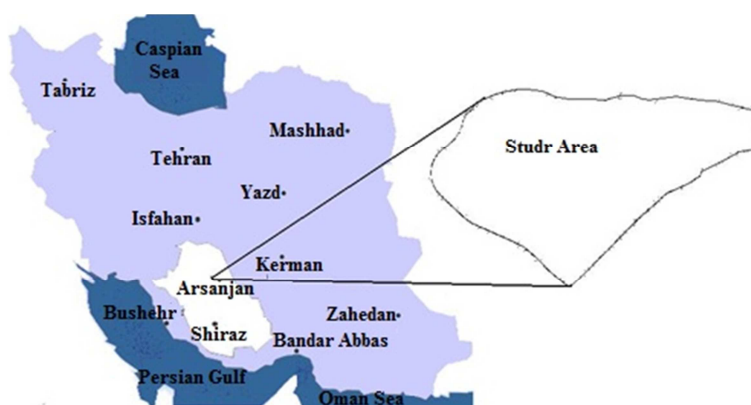 Caspian
Sea
Tabriz
Mashhad
Tehran
Studr Area
Yazd
Isfahan
Kerman
Arsanjan
Bushehr
Zahedan
Shiraz
Bandar Abbas
Persian Gulf
Oman Sea